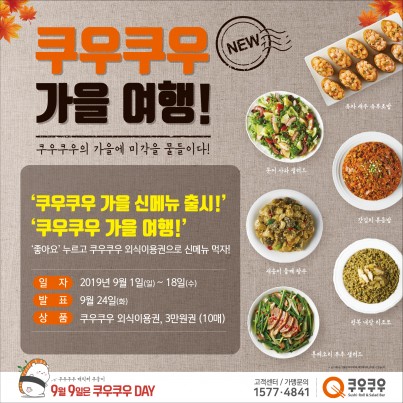 쿠우쿠우
NEW
가을 여행!
쿠우쿠우의 가을에 미각을 물들이다!
'쿠우쿠우 가을 신메뉴 출시!'
'쿠우쿠우 가을 여행!'
'좋아요' 누르고 쿠우쿠우 외식이용권으로 신메뉴 먹자!
일 자 2019년 9월 1일(일) ~ 18일(수)
발 표 9월 24일(화)
상 품 쿠우쿠우 외식이용권, 3만원권 (10매)
9월 9일은 쿠우쿠우 DAY
고객센터 / 가맹문의
1577-4841
쿠우쿠우
Sushi·Roll & Salad Bar